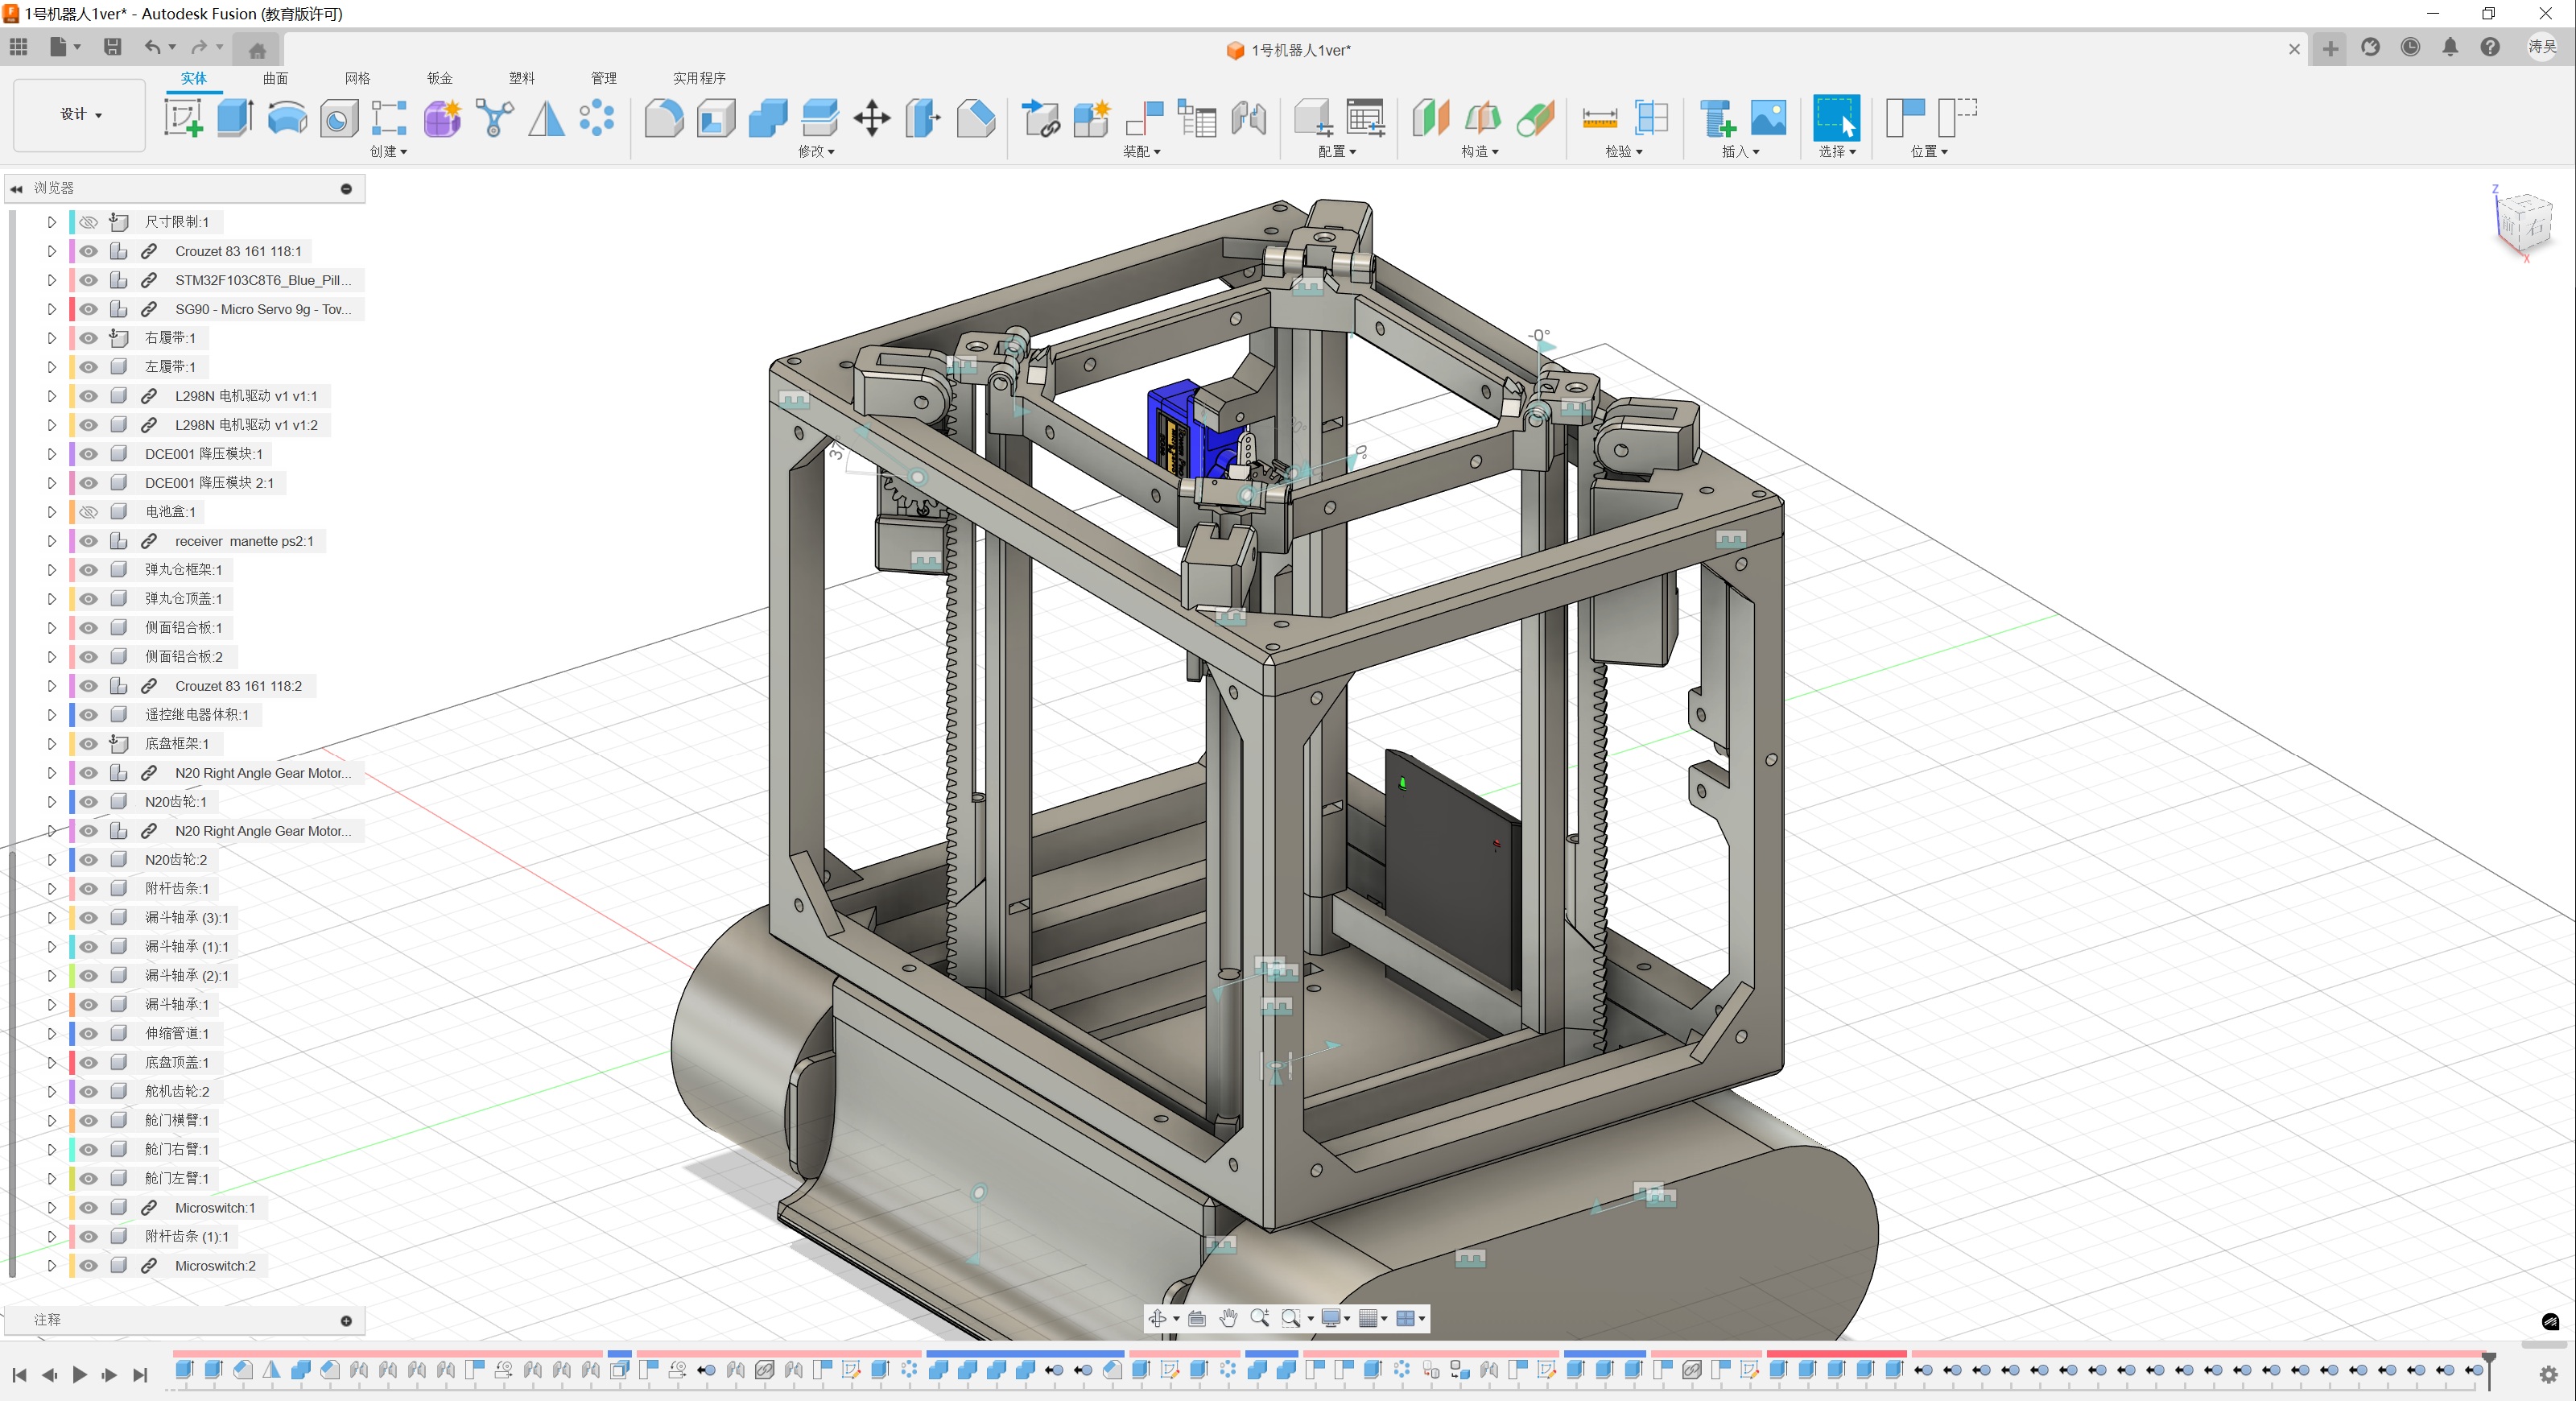 1号机器人1ver* - Autodesk Fusion (教育版许可)
1号机器人1ver*
涛吴
实体 曲面 网格 钣金 塑料 管理 实用程序
设计
创建 修改 装配 配置 构造 检验 插入 选择 位置
浏览器
尺寸限制:1
Crouzet 83 161 118:1
STM32F103C8T6_Blue_Pill...
SG90 - Micro Servo 9g - Tow...
右履带:1
左履带:1
L298N 电机驱动 v1 v1:1
L298N 电机驱动 v1 v1:2
DCE001 降压模块:1
DCE001 降压模块 2:1
电池盒:1
receiver manette ps2:1
弹丸仓框架:1
弹丸仓顶盖:1
侧面铝合板:1
侧面铝合板:2
Crouzet 83 161 118:2
遥控继电器体积:1
底盘框架:1
N20 Right Angle Gear Motor...
N20齿轮:1
N20 Right Angle Gear Motor...
N20齿轮:2
附杆齿条:1
漏斗轴承 (3):1
漏斗轴承 (1):1
漏斗轴承 (2):1
漏斗轴承:1
伸缩管道:1
底盘顶盖:1
舵机齿轮:2
舱门横臂:1
舱门右臂:1
舱门左臂:1
Microswitch:1
附杆齿条 (1):1
Microswitch:2
注释
Z
右
X
-0°